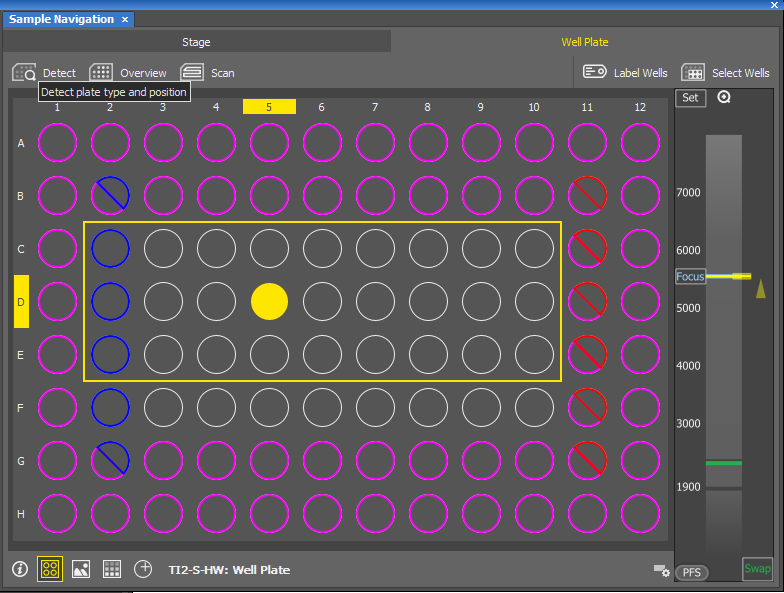 Sample Navigation ×
Stage Well Plate
Detect Overview Scan Label Wells Select Wells
Detect plate type and position
Set
1 2 3 4 5 6 7 8 9 10 11 12
A
B
7000
C
6000
Focus
D
5000
E
4000
F
3000
G
1900
H
TI2-S-HW: Well Plate
PFS
Swap